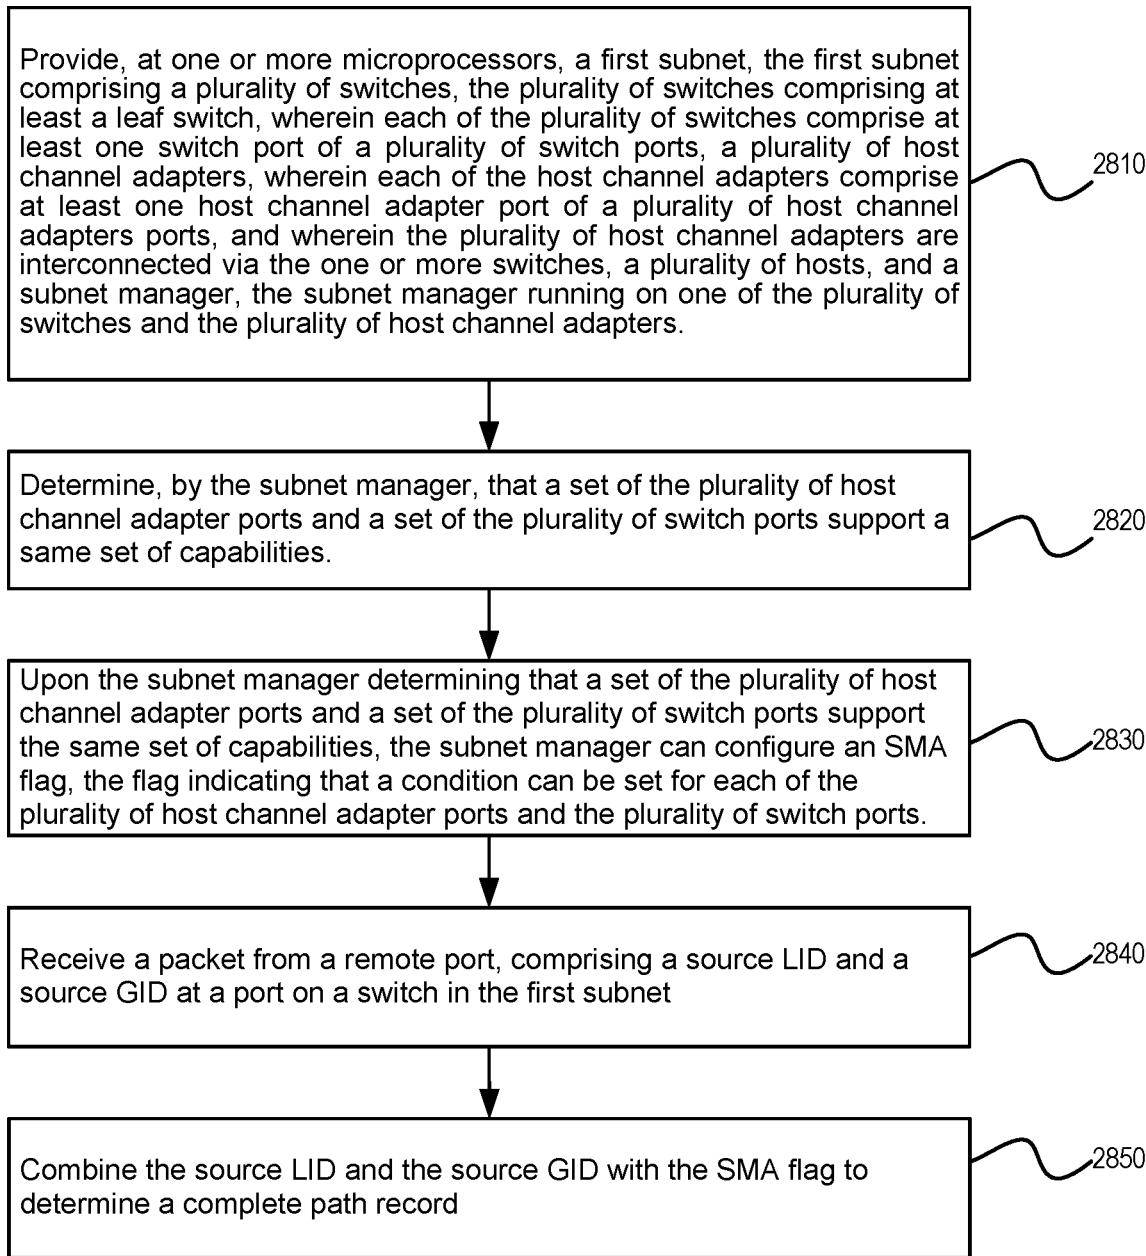 Provide, at one or more microprocessors, a first subnet, the first subnet
comprising a plurality of switches, the plurality of switches comprising at
least a leaf switch, wherein each of the plurality of switches comprise at
least one switch port of a plurality of switch ports, a plurality of host
channel adapters, wherein each of the host channel adapters comprise
at least one host channel adapter port of a plurality of host channel
adapters ports, and wherein the plurality of host channel adapters are
interconnected via the one or more switches, a plurality of hosts, and a
subnet manager, the subnet manager running on one of the plurality of
switches and the plurality of host channel adapters.
2810
Determine, by the subnet manager, that a set of the plurality of host
channel adapter ports and a set of the plurality of switch ports support a
same set of capabilities.
2820
Upon the subnet manager determining that a set of the plurality of host
channel adapter ports and a set of the plurality of switch ports support
the same set of capabilities, the subnet manager can configure an SMA
flag, the flag indicating that a condition can be set for each of the
plurality of host channel adapter ports and the plurality of switch ports.
2830
Receive a packet from a remote port, comprising a source LID and a
source GID at a port on a switch in the first subnet
2840
Combine the source LID and the source GID with the SMA flag to
determine a complete path record
2850